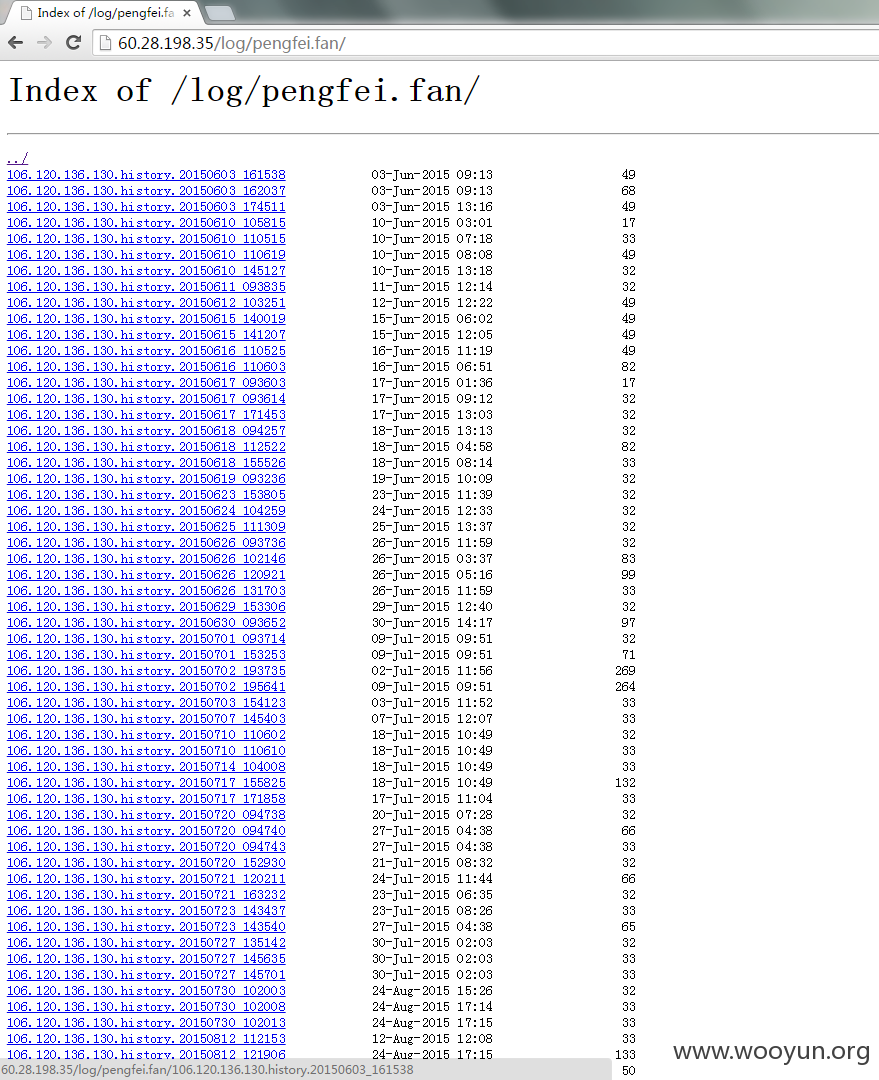 Index of /log/pengfei.fa
60.28.198.35/log/pengfei.fan/
Index of /log/pengfei.fan/
../
106.120.136.130.history.20150603_161538 03-Jun-2015 09:13 49
106.120.136.130.history.20150603_162037 03-Jun-2015 09:13 68
106.120.136.130.history.20150603_174511 03-Jun-2015 13:16 49
106.120.136.130.history.20150610_105815 10-Jun-2015 03:01 17
106.120.136.130.history.20150610_110515 10-Jun-2015 07:18 33
106.120.136.130.history.20150610_110619 10-Jun-2015 08:08 49
106.120.136.130.history.20150610_145127 10-Jun-2015 13:18 32
106.120.136.130.history.20150611_093835 11-Jun-2015 12:14 32
106.120.136.130.history.20150612_103251 12-Jun-2015 12:22 49
106.120.136.130.history.20150615_140019 15-Jun-2015 06:02 49
106.120.136.130.history.20150615_141207 15-Jun-2015 12:05 49
106.120.136.130.history.20150616_110525 16-Jun-2015 11:19 49
106.120.136.130.history.20150616_110603 16-Jun-2015 06:51 82
106.120.136.130.history.20150617_093603 17-Jun-2015 01:36 17
106.120.136.130.history.20150617_093614 17-Jun-2015 09:12 32
106.120.136.130.history.20150617_171453 17-Jun-2015 13:03 32
106.120.136.130.history.20150618_094257 18-Jun-2015 13:13 32
106.120.136.130.history.20150618_112522 18-Jun-2015 04:58 82
106.120.136.130.history.20150618_155526 18-Jun-2015 08:14 33
106.120.136.130.history.20150619_093236 19-Jun-2015 10:09 32
106.120.136.130.history.20150623_153805 23-Jun-2015 11:39 32
106.120.136.130.history.20150624_104259 24-Jun-2015 12:33 32
106.120.136.130.history.20150625_111309 25-Jun-2015 13:37 32
106.120.136.130.history.20150626_093736 26-Jun-2015 11:59 32
106.120.136.130.history.20150626_102146 26-Jun-2015 03:37 83
106.120.136.130.history.20150626_120921 26-Jun-2015 05:16 99
106.120.136.130.history.20150626_131703 26-Jun-2015 11:59 33
106.120.136.130.history.20150629_153306 29-Jun-2015 12:40 32
106.120.136.130.history.20150630_093652 30-Jun-2015 14:17 97
106.120.136.130.history.20150701_093714 09-Jul-2015 09:51 32
106.120.136.130.history.20150701_153253 09-Jul-2015 09:51 71
106.120.136.130.history.20150702_193735 02-Jul-2015 11:56 269
106.120.136.130.history.20150702_195641 09-Jul-2015 09:51 264
106.120.136.130.history.20150703_154123 03-Jul-2015 11:52 33
106.120.136.130.history.20150707_145403 07-Jul-2015 12:07 33
106.120.136.130.history.20150710_110602 18-Jul-2015 10:49 32
106.120.136.130.history.20150710_110610 18-Jul-2015 10:49 33
106.120.136.130.history.20150714_104008 18-Jul-2015 10:49 33
106.120.136.130.history.20150717_155825 18-Jul-2015 10:49 132
106.120.136.130.history.20150717_171858 17-Jul-2015 11:04 33
106.120.136.130.history.20150720_094738 20-Jul-2015 07:28 32
106.120.136.130.history.20150720_094740 27-Jul-2015 04:38 66
106.120.136.130.history.20150720_094743 27-Jul-2015 04:38 33
106.120.136.130.history.20150720_152930 21-Jul-2015 08:32 32
106.120.136.130.history.20150721_120211 24-Jul-2015 11:44 66
106.120.136.130.history.20150721_163232 23-Jul-2015 06:35 32
106.120.136.130.history.20150723_143437 23-Jul-2015 08:26 33
106.120.136.130.history.20150723_143540 27-Jul-2015 04:38 65
106.120.136.130.history.20150727_135142 30-Jul-2015 02:03 32
106.120.136.130.history.20150727_145635 30-Jul-2015 02:03 33
106.120.136.130.history.20150727_145701 30-Jul-2015 02:03 33
106.120.136.130.history.20150730_102003 24-Aug-2015 15:26 32
106.120.136.130.history.20150730_102008 24-Aug-2015 17:14 33
106.120.136.130.history.20150730_102013 24-Aug-2015 17:15 33
106.120.136.130.history.20150812_112153 12-Aug-2015 12:08 33
106.120.136.130.history.20150812_121906 24-Aug-2015 17:15 133
50
60.28.198.35/log/pengfei.fan/106.120.136.130.history.20150603_161538
www.wooyun.org